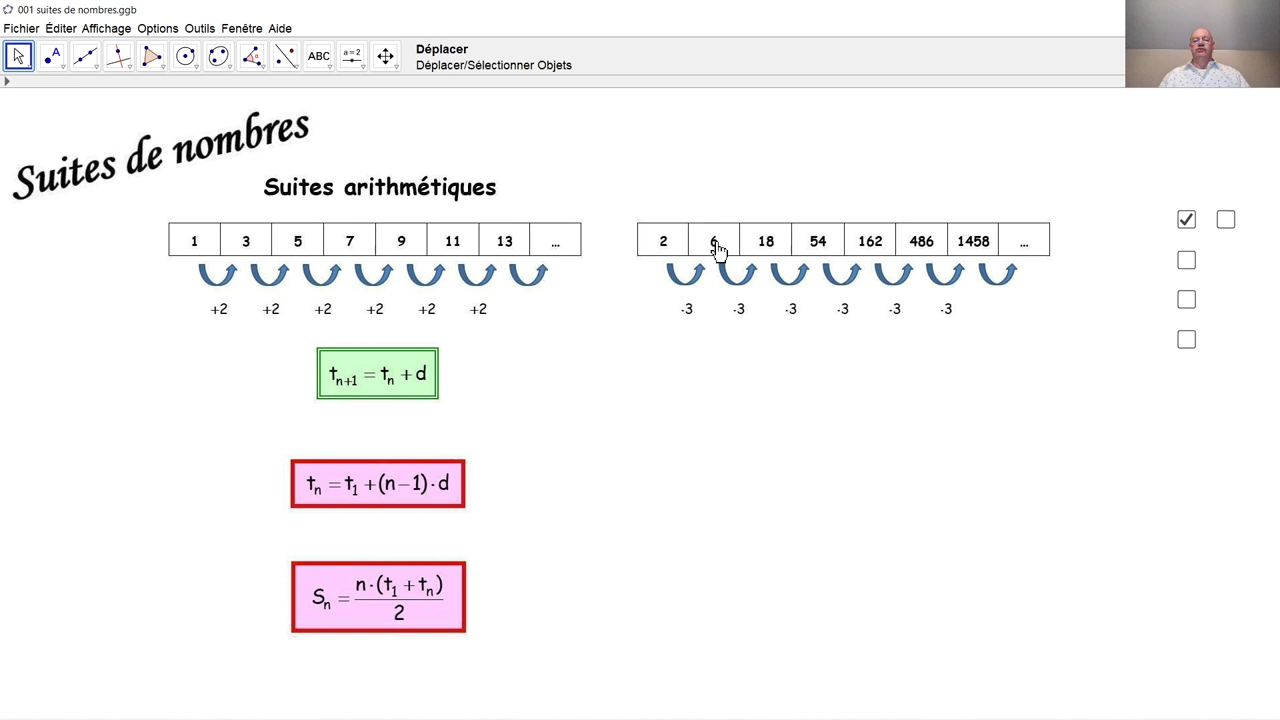 001 suites de nombres.ggb
Fichier Éditer Affichage Options Outils Fenêtre Aide
A ABC a=2 Déplacer
Déplacer/Sélectionner Objets
Suites de nombres
Suites arithmétiques
1 3 5 7 9 11 13 ...
2 6 18 54 162 486 1458 ...
+2 +2 +2 +2 +2 +2
·3 ·3 ·3 ·3 ·3 ·3
tₙ₊₁ = tₙ + d
tₙ = t₁ + (n − 1) · d
Sₙ = n · (t₁ + tₙ) / 2